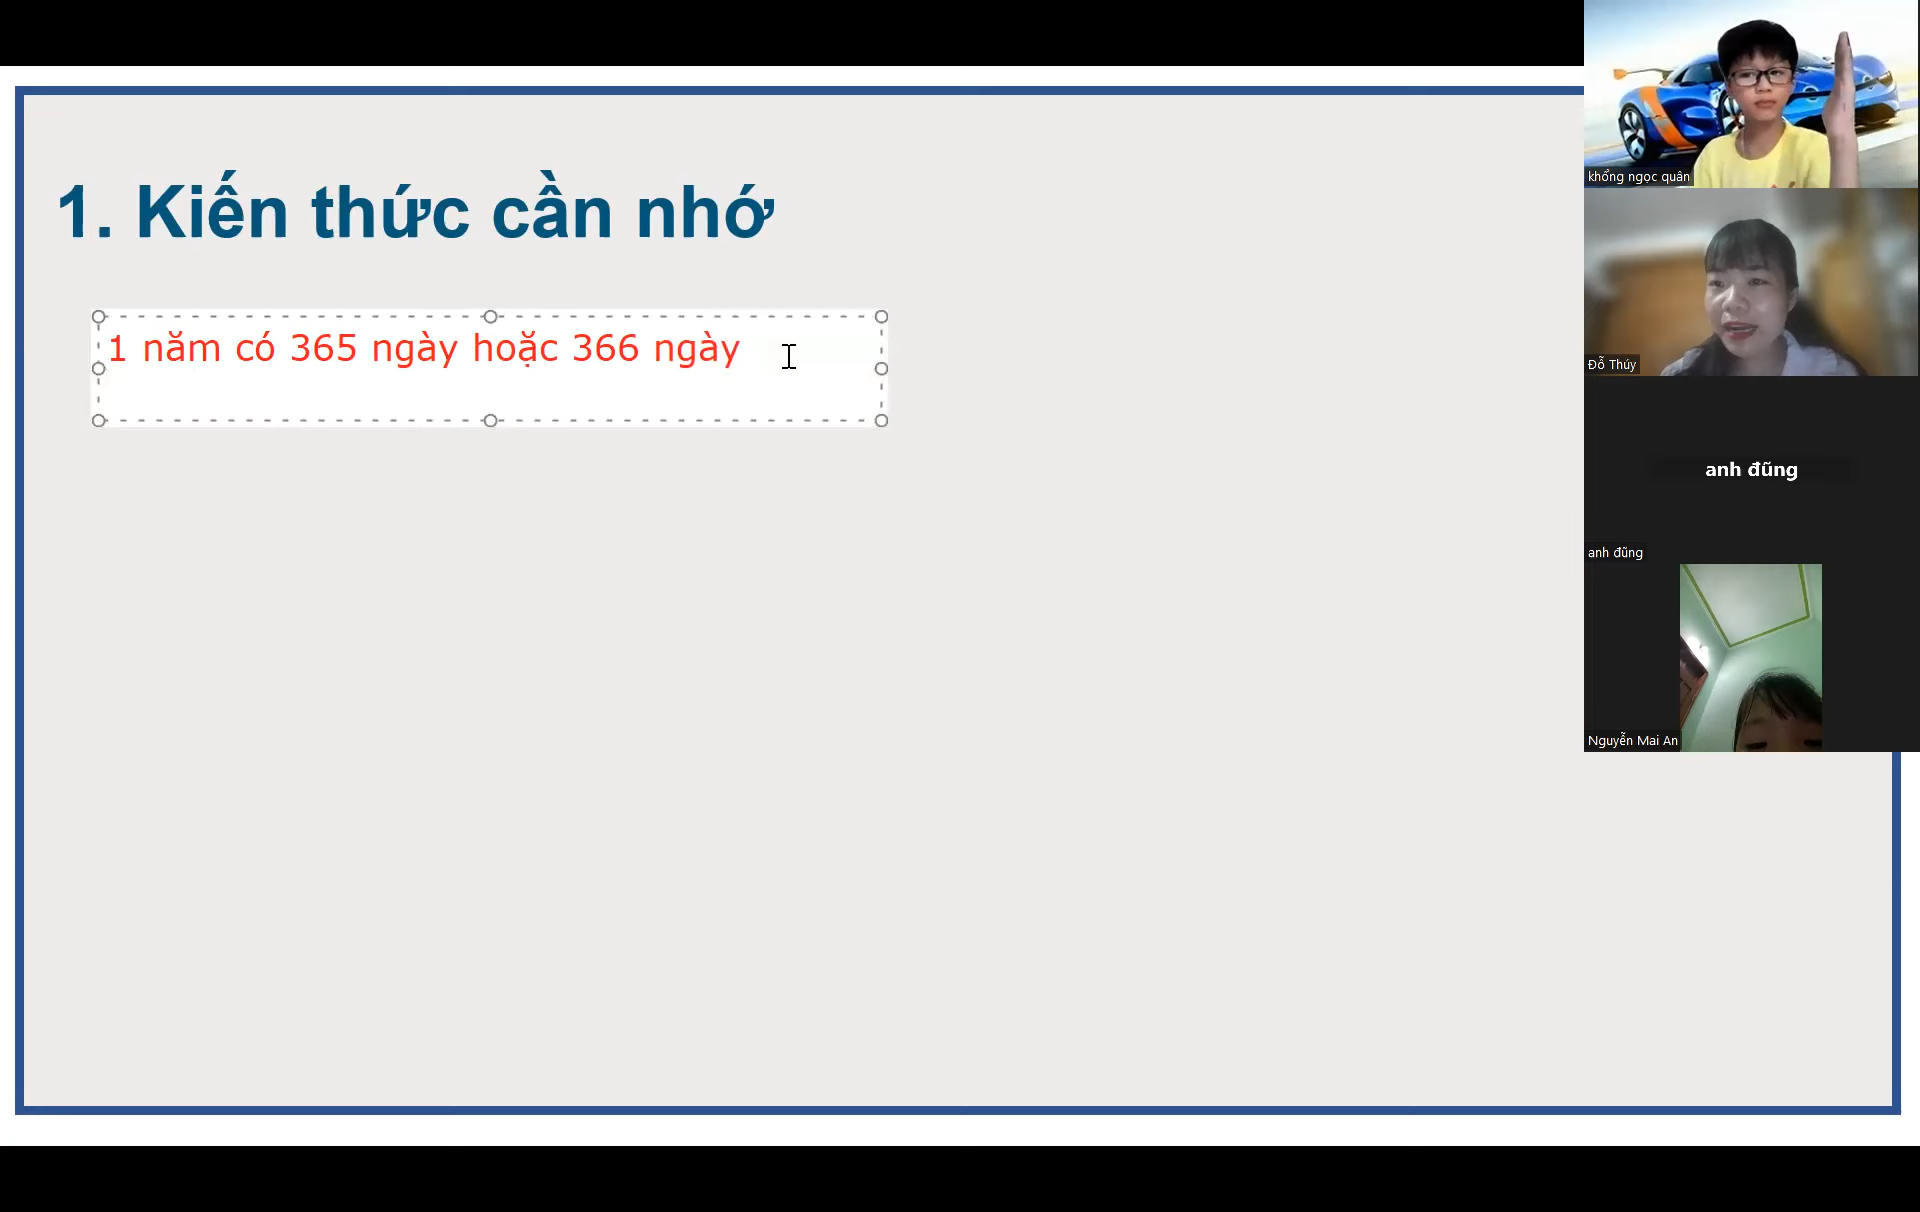 1. Kiến thức cần nhớ
1 năm có 365 ngày hoặc 366 ngày
khổng ngọc quân
Đỗ Thúy
anh đũng
anh đũng
Nguyễn Mai An